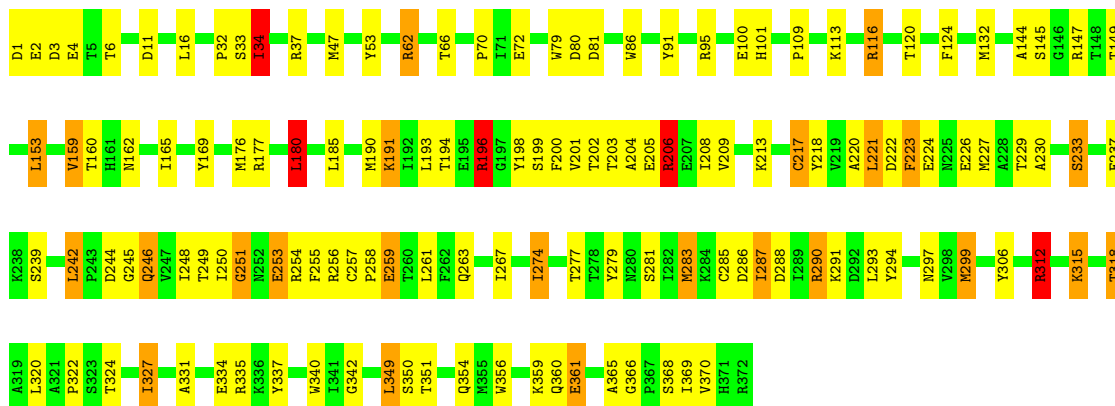 D1 E2 D3 E4 T5 T6 D11 L16 P32 S33 I34 R37 M47 Y53 R62 T66 P70 I71 E72 W79 D80 D81 W86 Y91 R95 E100 H101 P109 K113 R116 T120 F124 M132 A144 S145 G146 R147 T148 T149
L153 V159 T160 H161 N162 I165 Y169 M176 R177 L180 L185 M190 K191 I192 L193 T194 E195 R196 G197 Y198 S199 F200 V201 T202 T203 A204 E205 R206 E207 I208 V209 K213 C217 Y218 V219 A220 L221 D222 F223 E224 N225 E226 M227 A228 T229 A230 S233 E237
K238 S239 L242 P243 D244 G245 Q246 V247 I248 T249 I250 G251 N252 E253 R254 F255 R256 C257 P258 E259 T260 L261 F262 Q263 I267 I274 T277 T278 Y279 N280 S281 I282 M283 K284 C285 D286 I287 D288 I289 R290 K291 D292 L293 Y294 N297 V298 M299 Y306 R312 K315 T318
A319 L320 A321 P322 S323 T324 I327 A331 E334 R335 K336 Y337 W340 I341 G342 L349 S350 T351 Q354 M355 W356 K359 Q360 E361 A365 G366 P367 S368 I369 V370 H371 R372